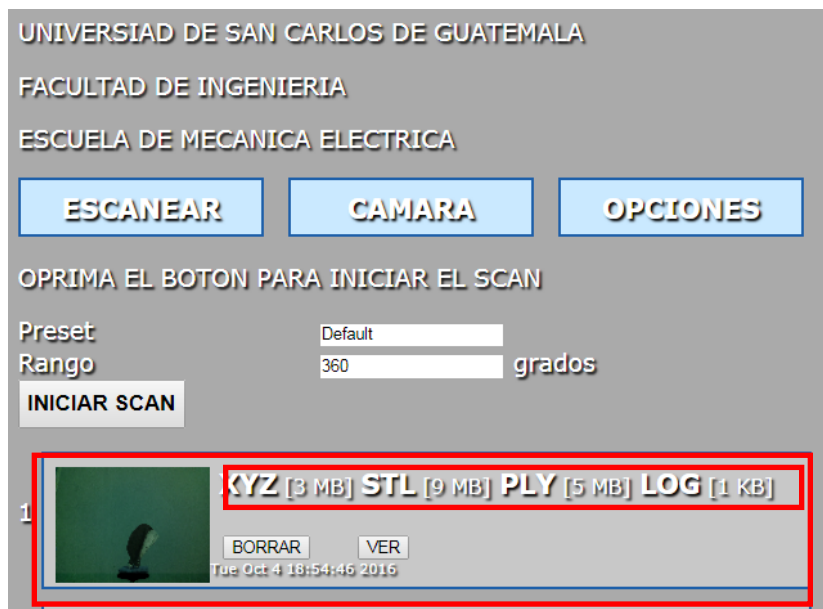 UNIVERSIAD DE SAN CARLOS DE GUATEMALA
FACULTAD DE INGENIERIA
ESCUELA DE MECANICA ELECTRICA
ESCANEAR CAMARA OPCIONES
OPRIMA EL BOTON PARA INICIAR EL SCAN
Preset Default
Rango 360 grados
INICIAR SCAN
XYZ [3 MB] STL [9 MB] PLY [5 MB] LOG [1 KB]
1
BORRAR VER
Tue Oct 4 18:54:46 2016